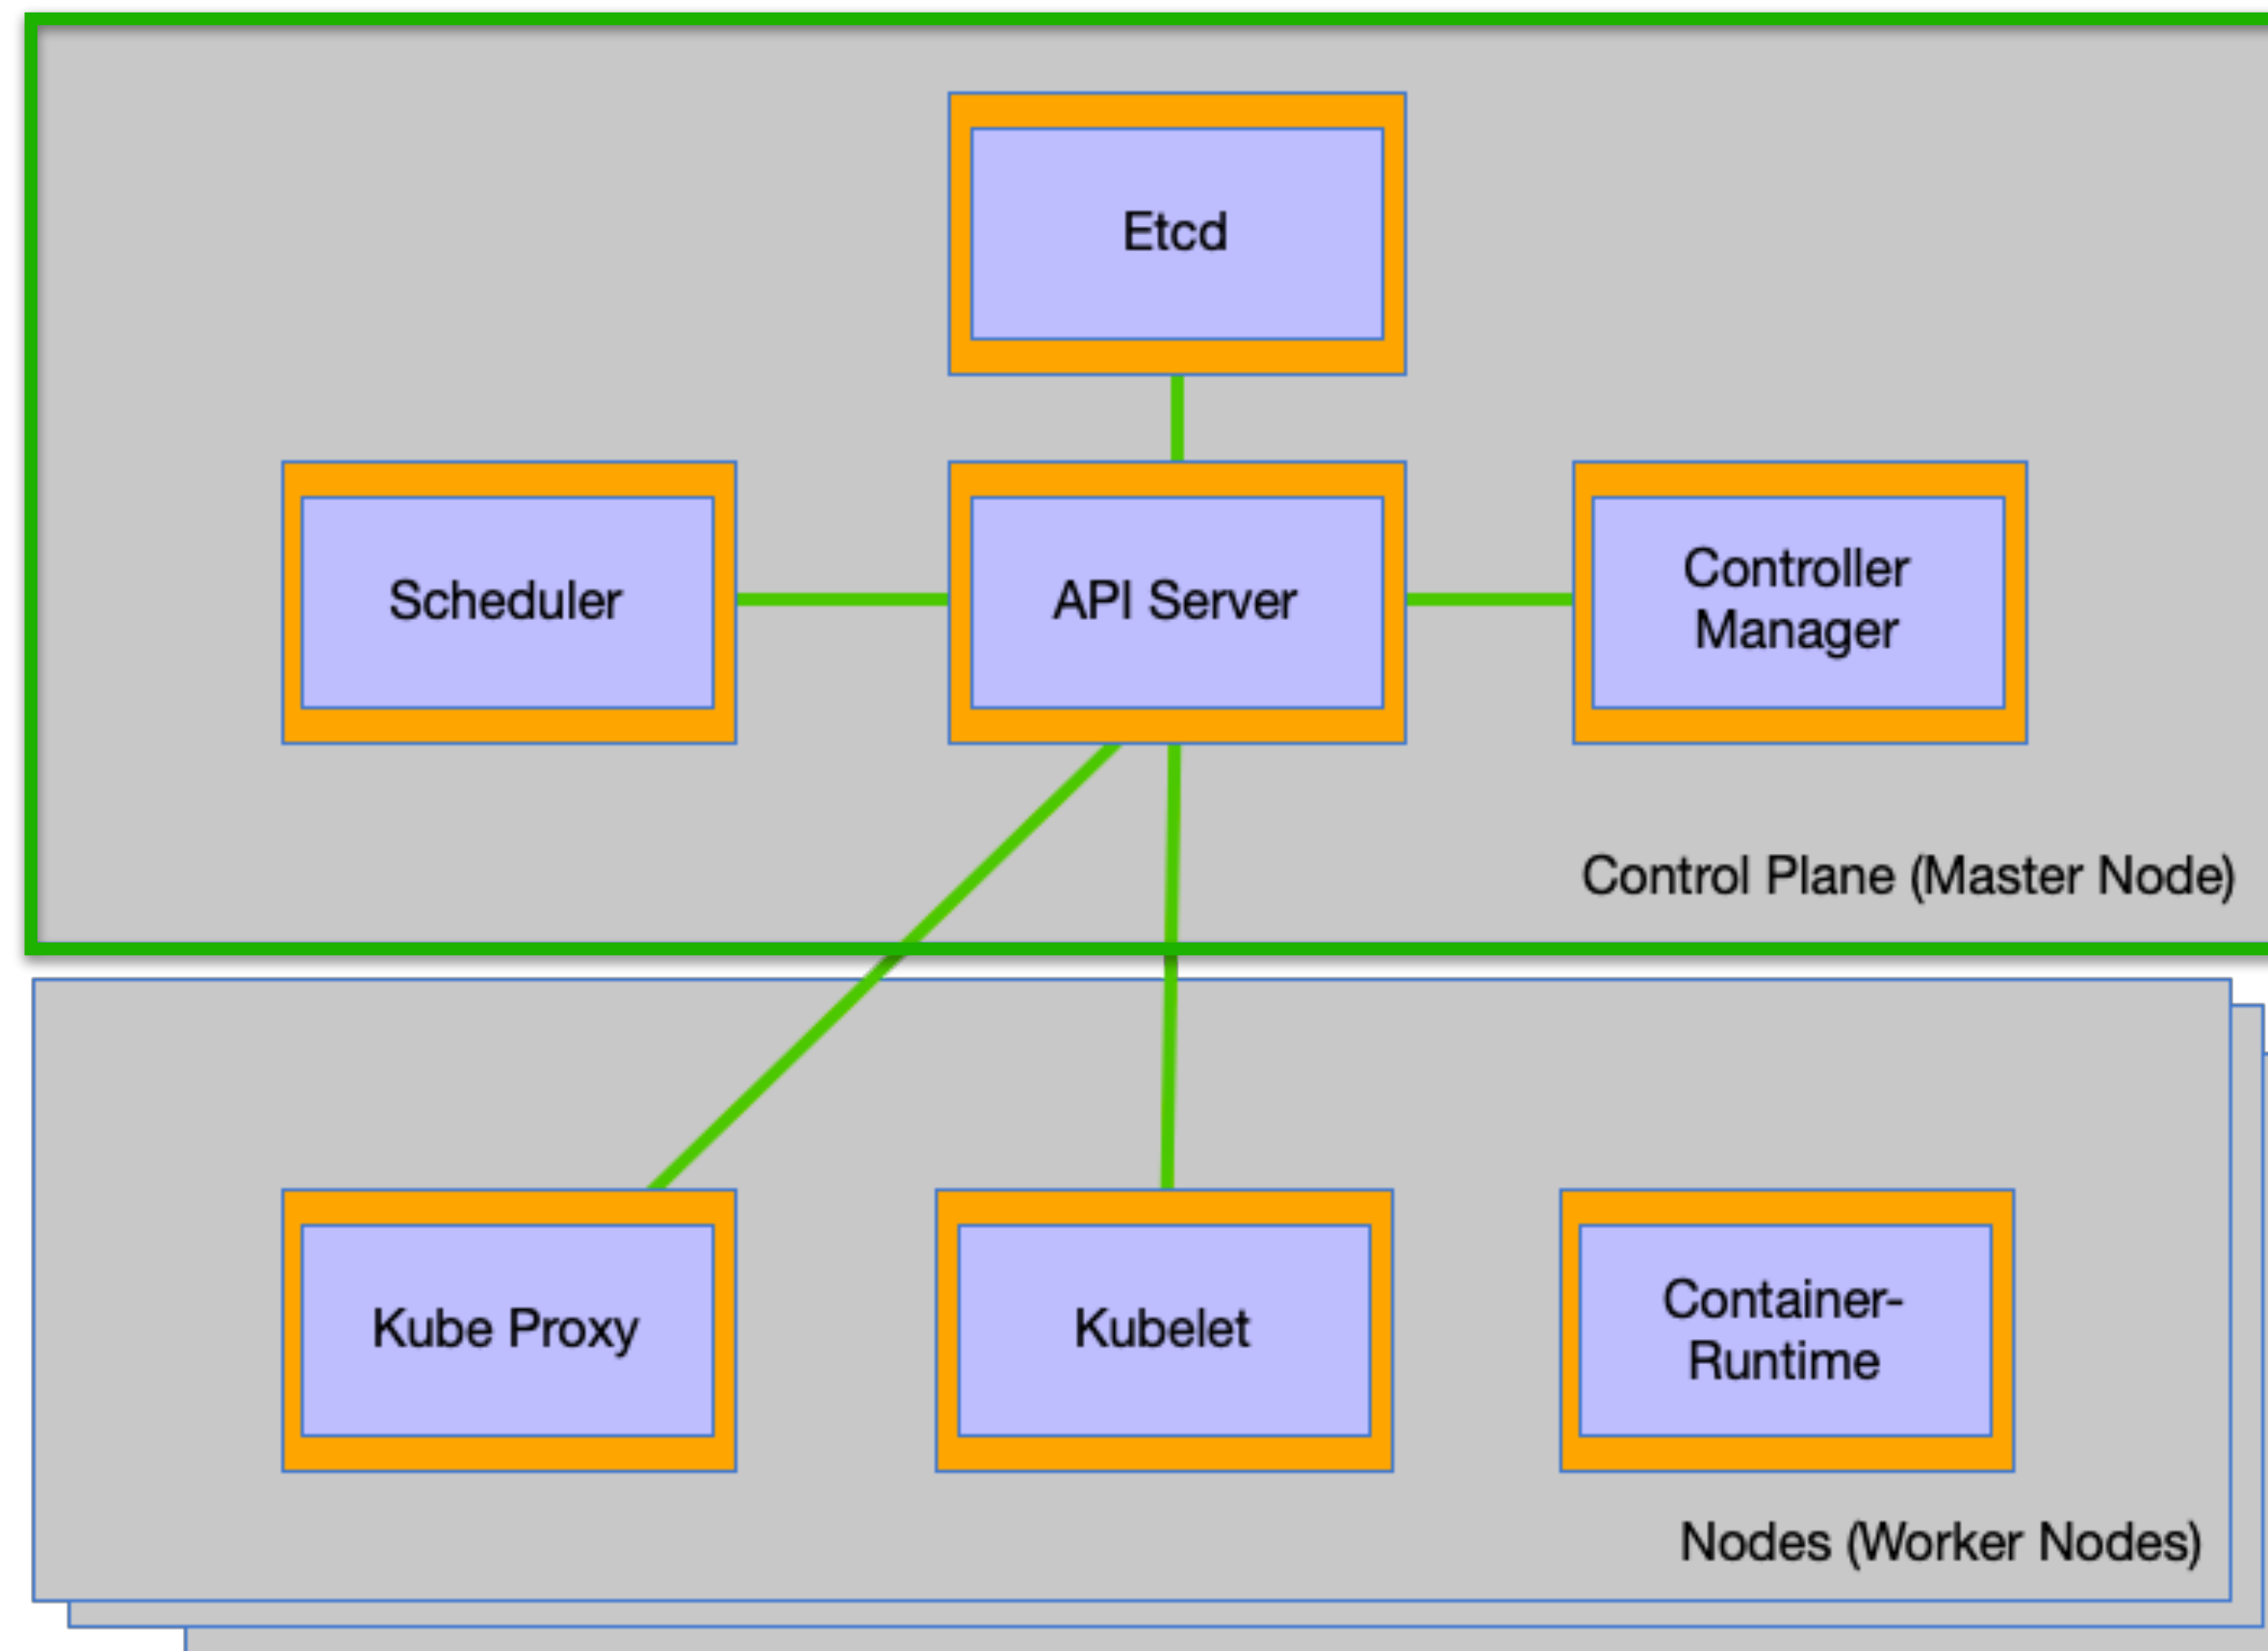 Etcd
Scheduler
API Server
Controller
Manager
Control Plane (Master Node)
Kube Proxy
Kubelet
Container-
Runtime
Nodes (Worker Nodes)